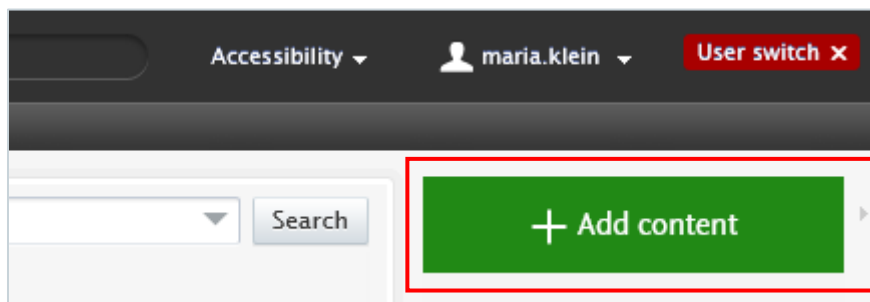 Accessibility maria.klein User switch ×
Search + Add content